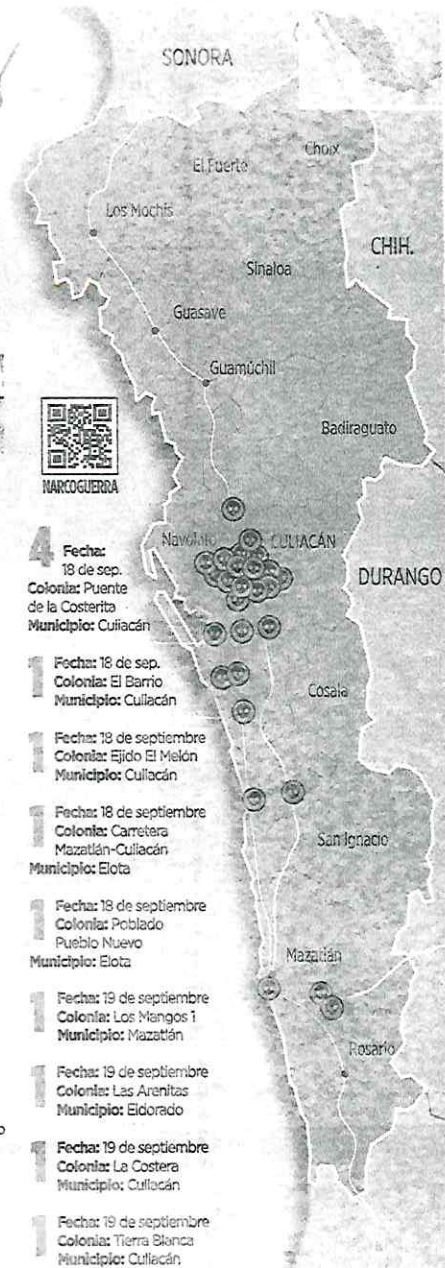 SONORA
Choix
El Fuerte
Los Mochis
CHIH.
Sinaloa
Guasave
Guamúchil
Badiraguato
NARCOGUERRA
Navolato
CULIACÁN
DURANGO
Cosala
San Ignacio
Mazatlán
Rosario
4 Fecha:
18 de sep.
Colonia: Puente
de la Costerita
Municipio: Culiacán
1 Fecha: 18 de sep.
Colonia: El Barrio
Municipio: Culiacán
1 Fecha: 18 de septiembre
Colonia: Ejido El Melón
Municipio: Culiacán
1 Fecha: 18 de septiembre
Colonia: Carretera
Mazatlán-Culiacán
Municipio: Elota
1 Fecha: 18 de septiembre
Colonia: Poblado
Pueblo Nuevo
Municipio: Elota
1 Fecha: 19 de septiembre
Colonia: Los Mangos 1
Municipio: Mazatlán
1 Fecha: 19 de septiembre
Colonia: Las Arenitas
Municipio: Eldorado
1 Fecha: 19 de septiembre
Colonia: La Costera
Municipio: Culiacán
1 Fecha: 19 de septiembre
Colonia: Tierra Blanca
Municipio: Culiacán